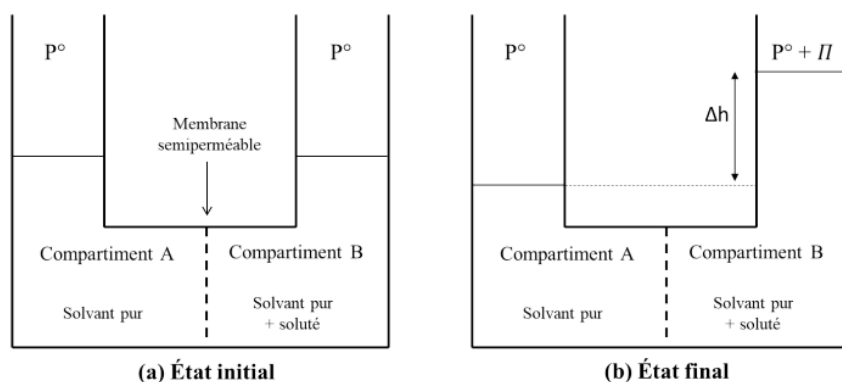 P°
P°
Membrane
semiperméable
Compartiment A
Compartiment B
Solvant pur
Solvant pur
+ soluté
(a) État initial
P°
P° + Π
Δh
Compartiment A
Compartiment B
Solvant pur
Solvant pur
+ soluté
(b) État final